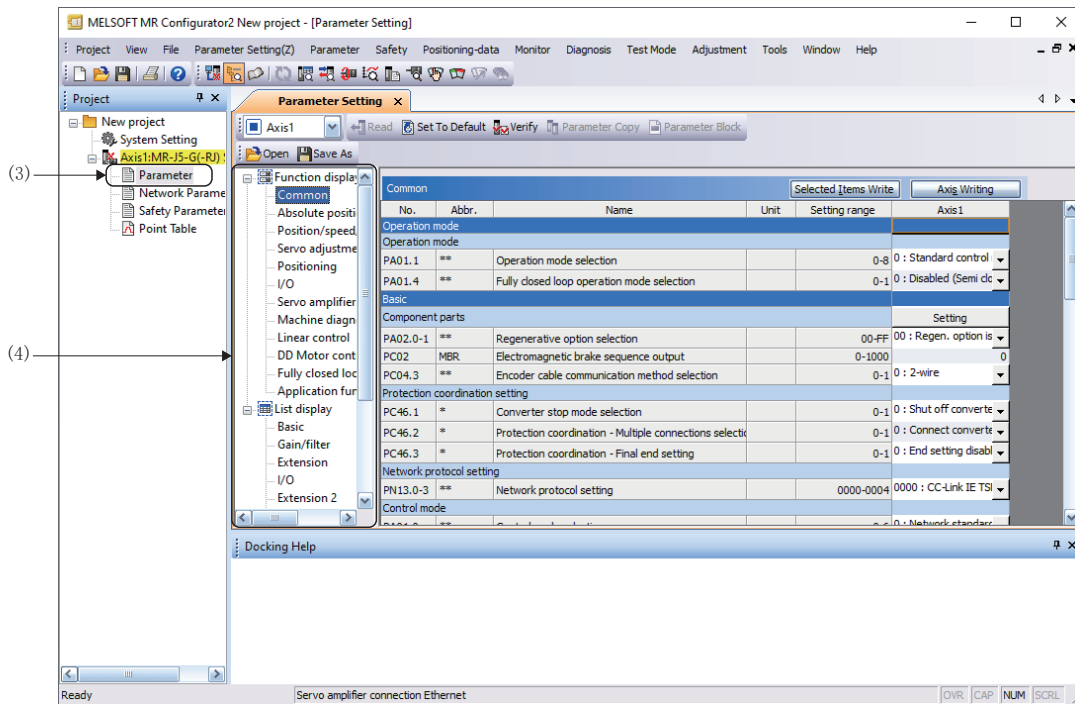 MELSOFT MR Configurator2 New project - [Parameter Setting]
Project View File Parameter Setting(Z) Parameter Safety Positioning-data Monitor Diagnosis Test Mode Adjustment Tools Window Help
Project
New project
System Setting
Axis1:MR-J5-G(-RJ)
(3)
Parameter
Network Parame
Safety Parameter
Point Table
Parameter Setting
Axis1
Read Set To Default Verify Parameter Copy Parameter Block
Open Save As
(4)
Function display
Common
Absolute positi
Position/speed
Servo adjustme
Positioning
I/O
Servo amplifier
Machine diagn
Linear control
DD Motor cont
Fully closed loo
Application fun
List display
Basic
Gain/filter
Extension
I/O
Extension 2
Common Selected Items Write Axis Writing
No. Abbr. Name Unit Setting range Axis1
Operation mode
Operation mode
PA01.1 ** Operation mode selection 0-8 0 : Standard control
PA01.4 ** Fully closed loop operation mode selection 0-1 0 : Disabled (Semi clo
Basic
Component parts Setting
PA02.0-1 ** Regenerative option selection 00-FF 00 : Regen. option is
PC02 MBR Electromagnetic brake sequence output 0-1000 0
PC04.3 ** Encoder cable communication method selection 0-1 0 : 2-wire
Protection coordination setting
PC46.1 * Converter stop mode selection 0-1 0 : Shut off converte
PC46.2 * Protection coordination - Multiple connections selectio 0-1 0 : Connect converte
PC46.3 * Protection coordination - Final end setting 0-1 0 : End setting disabl
Network protocol setting
PN13.0-3 ** Network protocol setting 0000-0004 0000 : CC-Link IE TS
Control mode
Docking Help
Ready Servo amplifier connection Ethernet OVR CAP NUM SCRL